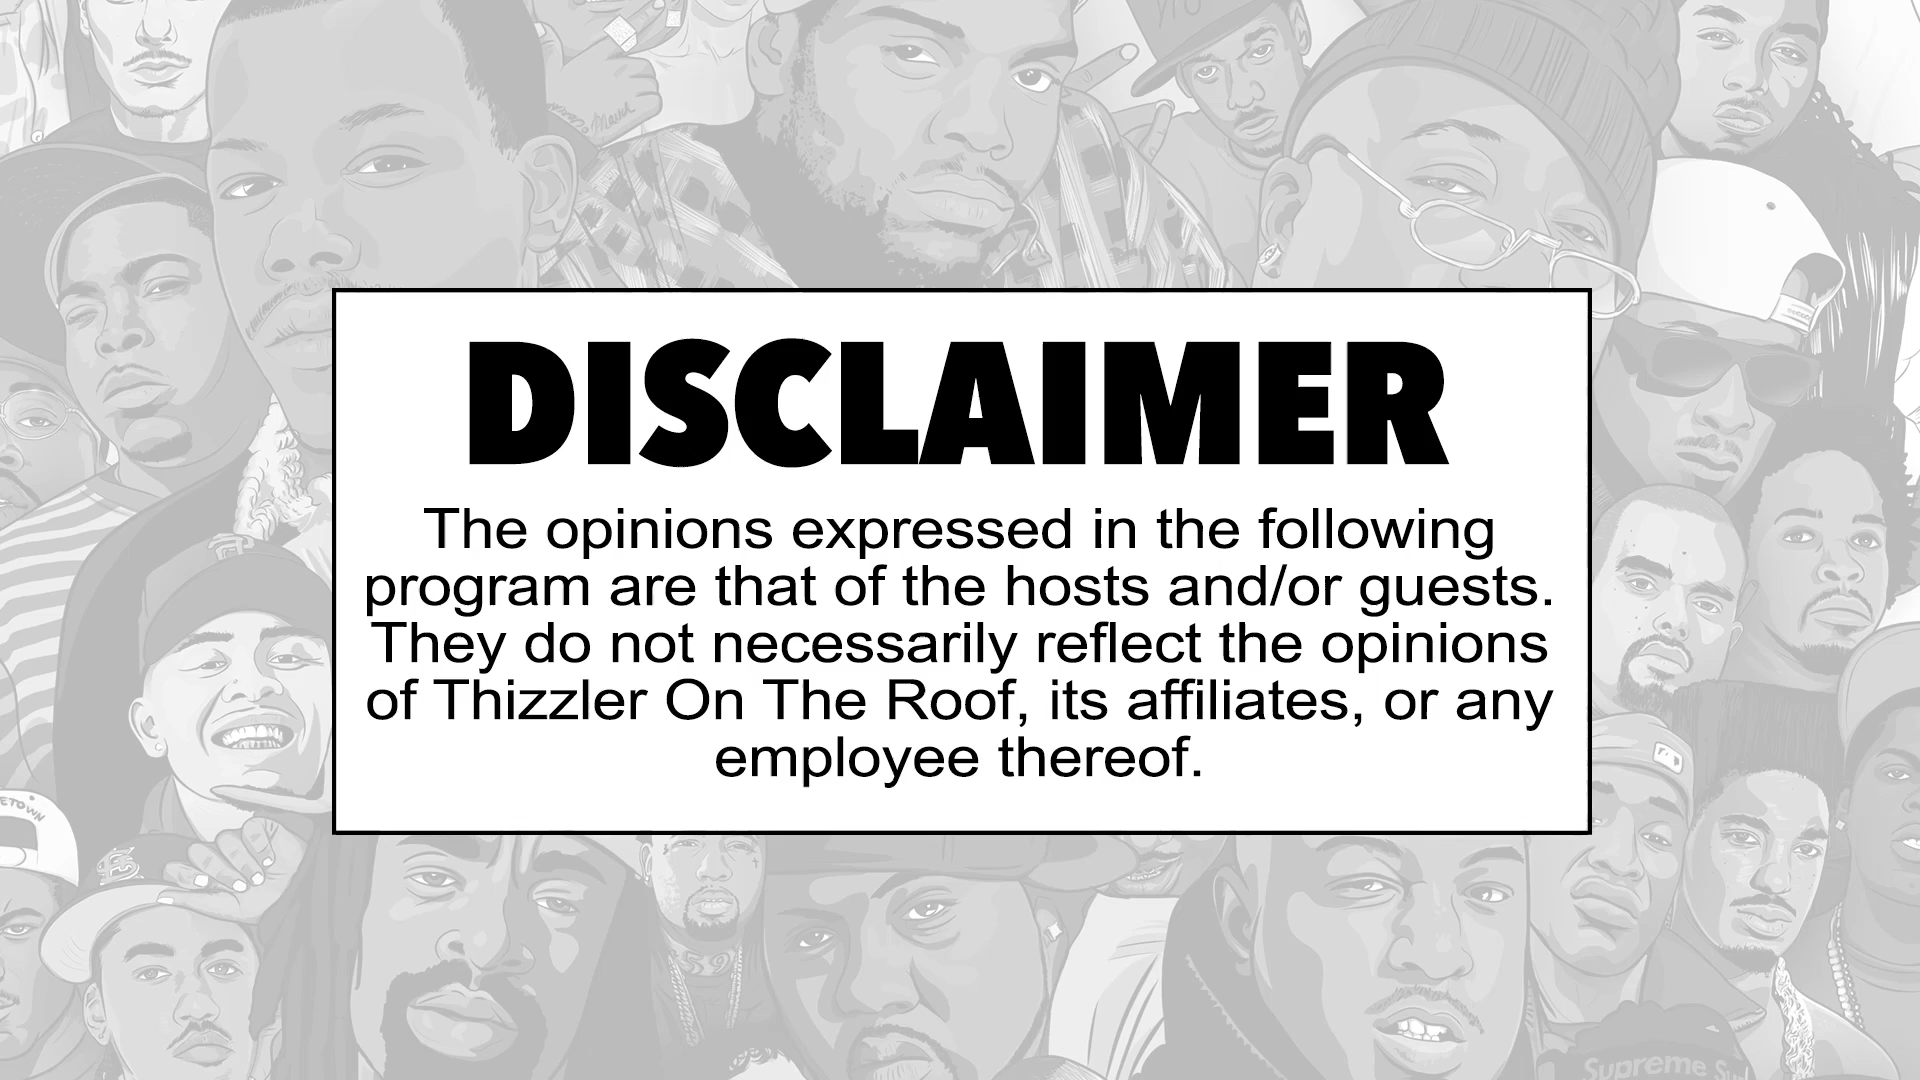 DISCLAIMER
The opinions expressed in the following
program are that of the hosts and/or guests.
They do not necessarily reflect the opinions
of Thizzler On The Roof, its affiliates, or any
employee thereof.
Supreme